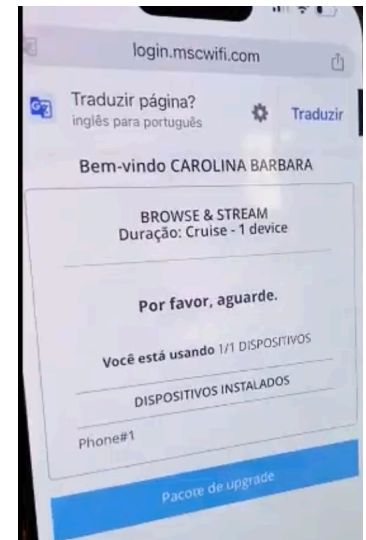 login.mscwifi.com
Traduzir página?
inglês para português
Traduzir
Bem-vindo CAROLINA BARBARA
BROWSE & STREAM
Duração: Cruise - 1 device
Por favor, aguarde.
Você está usando 1/1 DISPOSITIVOS
DISPOSITIVOS INSTALADOS
Phone#1
Pacote de upgrade